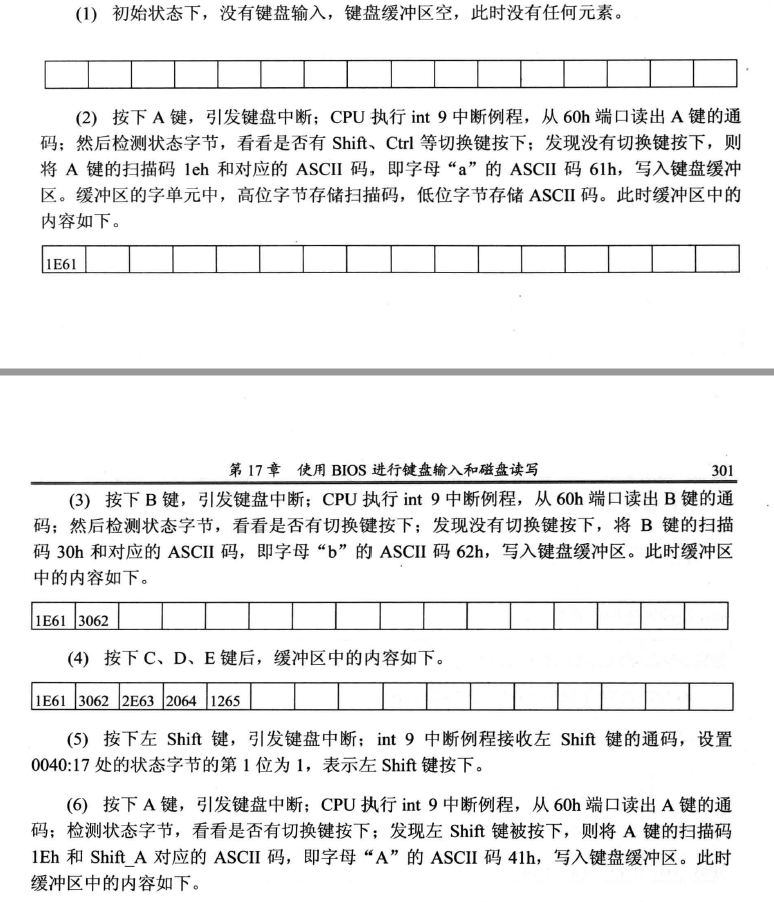 (1) 初始状态下，没有键盘输入，键盘缓冲区空，此时没有任何元素。
(2) 按下 A 键，引发键盘中断；CPU 执行 int 9 中断例程，从 60h 端口读出 A 键的通
码；然后检测状态字节，看看是否有 Shift、Ctrl 等切换键按下；发现没有切换键按下，则
将 A 键的扫描码 1eh 和对应的 ASCII 码，即字母“a”的 ASCII 码 61h，写入键盘缓冲
区。缓冲区的字单元中，高位字节存储扫描码，低位字节存储 ASCII 码。此时缓冲区中的
内容如下。
1E61
第 17 章 使用 BIOS 进行键盘输入和磁盘读写 301
(3) 按下 B 键，引发键盘中断；CPU 执行 int 9 中断例程，从 60h 端口读出 B 键的通
码；然后检测状态字节，看看是否有切换键按下；发现没有切换键按下，将 B 键的扫描
码 30h 和对应的 ASCII 码，即字母“b”的 ASCII 码 62h，写入键盘缓冲区。此时缓冲区
中的内容如下。
1E61 3062
(4) 按下 C、D、E 键后，缓冲区中的内容如下。
1E61 3062 2E63 2064 1265
(5) 按下左 Shift 键，引发键盘中断；int 9 中断例程接收左 Shift 键的通码，设置
0040:17 处的状态字节的第 1 位为 1，表示左 Shift 键按下。
(6) 按下 A 键，引发键盘中断；CPU 执行 int 9 中断例程，从 60h 端口读出 A 键的通
码；检测状态字节，看看是否有切换键按下；发现左 Shift 键被按下，则将 A 键的扫描码
1Eh 和 Shift_A 对应的 ASCII 码，即字母“A”的 ASCII 码 41h，写入键盘缓冲区。此时
缓冲区中的内容如下。